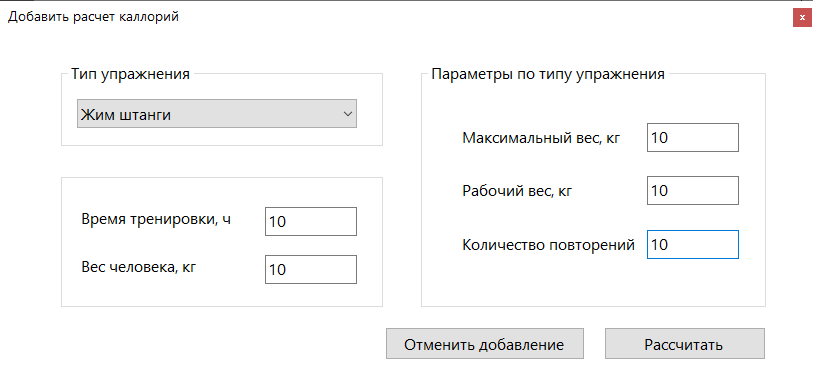 Добавить расчет каллорий
x
Тип упражнения
Жим штанги
Время тренировки, ч
10
Вес человека, кг
10
Параметры по типу упражнения
Максимальный вес, кг
10
Рабочий вес, кг
10
Количество повторений
10
Отменить добавление
Рассчитать